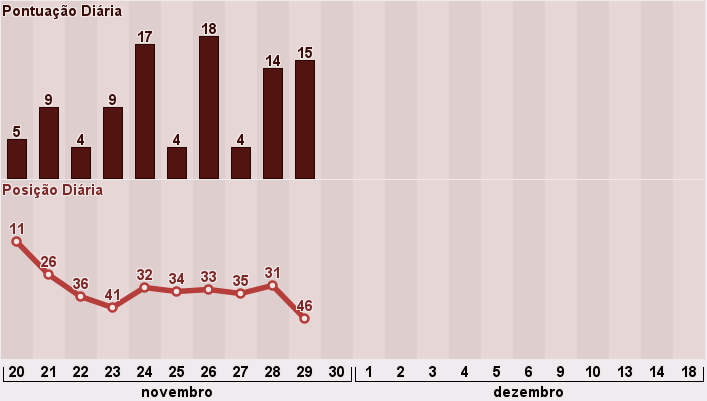 Pontuação Diária
5 9 4 9 17 4 18 4 14 15
Posição Diária
11 26 36 41 32 34 33 35 31 46
20 21 22 23 24 25 26 27 28 29 30 1 2 3 4 5 6 9 10 13 14 18
novembro dezembro